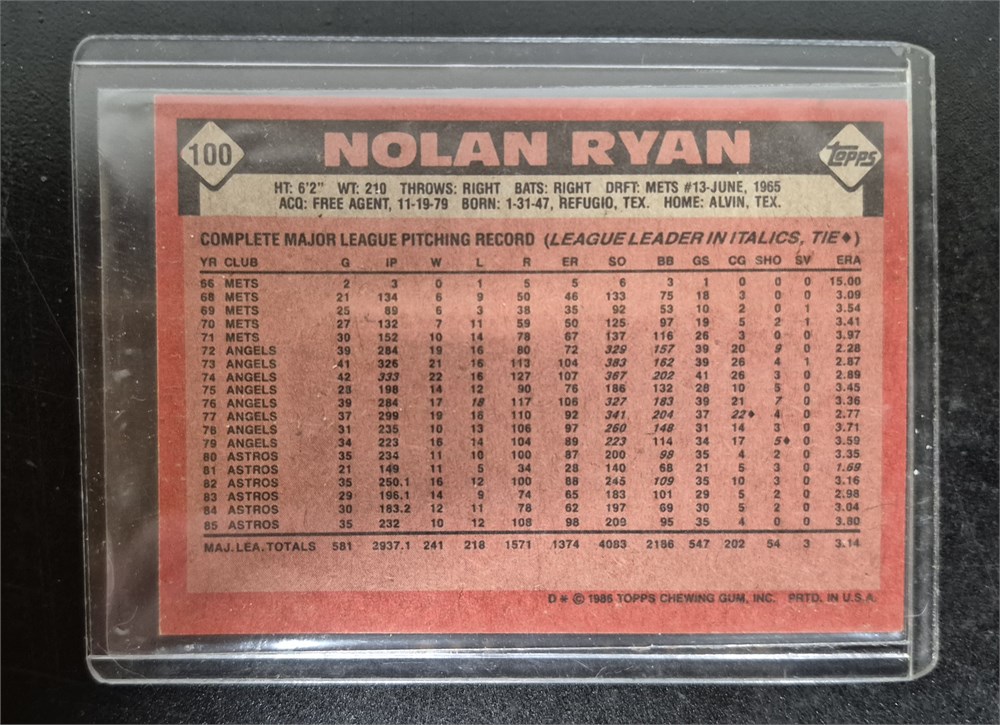 100 NOLAN RYAN Topps
HT: 6'2" WT: 210 THROWS: RIGHT BATS: RIGHT DRFT: METS #13-JUNE, 1965
ACQ: FREE AGENT, 11-19-79 BORN: 1-31-47, REFUGIO, TEX. HOME: ALVIN, TEX.
COMPLETE MAJOR LEAGUE PITCHING RECORD (LEAGUE LEADER IN ITALICS, TIE♦)
YR CLUB G IP W L R ER SO BB GS CG SHO SV ERA
66 METS 2 3 0 1 5 5 6 3 1 0 0 0 15.00
68 METS 21 134 6 9 50 46 133 75 18 3 0 0 3.09
69 METS 25 89 6 3 38 35 92 53 10 2 0 1 3.54
70 METS 27 132 7 11 59 50 125 97 19 5 2 1 3.41
71 METS 30 152 10 14 78 67 137 116 26 3 0 0 3.97
72 ANGELS 39 284 19 16 80 72 329 157 39 20 9 0 2.28
73 ANGELS 41 326 21 16 113 104 383 162 39 26 4 1 2.87
74 ANGELS 42 333 22 16 127 107 367 202 41 26 3 0 2.89
75 ANGELS 28 198 14 12 90 76 186 132 28 10 5 0 3.45
76 ANGELS 39 284 17 18 117 106 327 183 39 21 7 0 3.36
77 ANGELS 37 299 19 16 110 92 341 204 37 22♦ 4 0 2.77
78 ANGELS 31 235 10 13 106 97 260 148 31 14 3 0 3.71
79 ANGELS 34 223 16 14 104 89 223 114 34 17 5♦ 0 3.59
80 ASTROS 35 234 11 10 100 87 200 98 35 4 2 0 3.35
81 ASTROS 21 149 11 5 34 28 140 68 21 5 3 0 1.69
82 ASTROS 35 250.1 16 12 100 88 245 109 35 10 3 0 3.16
83 ASTROS 29 196.1 14 9 74 65 183 101 29 5 2 0 2.98
84 ASTROS 30 183.2 12 11 78 62 197 69 30 5 2 0 3.04
85 ASTROS 35 232 10 12 108 98 209 95 35 4 0 0 3.80
MAJ. LEA. TOTALS 581 3937.1 241 218 1571 1374 4083 2186 547 202 54 3 3.14
D * © 1986 TOPPS CHEWING GUM, INC. PRTD. IN U.S.A.